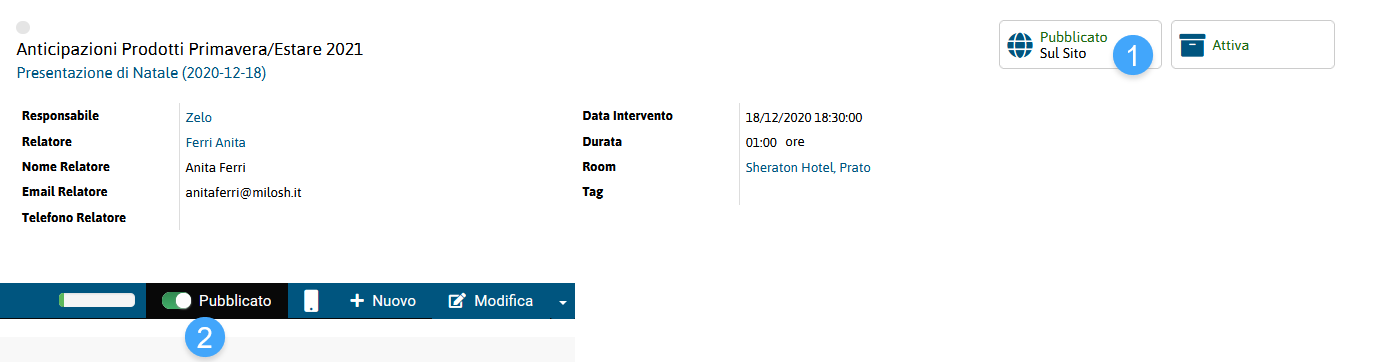 Anticipazioni Prodotti Primavera/Estare 2021
Presentazione di Natale (2020-12-18)
Pubblicato
Sul Sito
1
Attiva
Responsabile
Zelo
Relatore
Ferri Anita
Nome Relatore
Anita Ferri
Email Relatore
anitaferri@milosh.it
Telefono Relatore
Data Intervento
18/12/2020 18:30:00
Durata
01:00 ore
Room
Sheraton Hotel, Prato
Tag
Pubblicato
Nuovo
Modifica
2